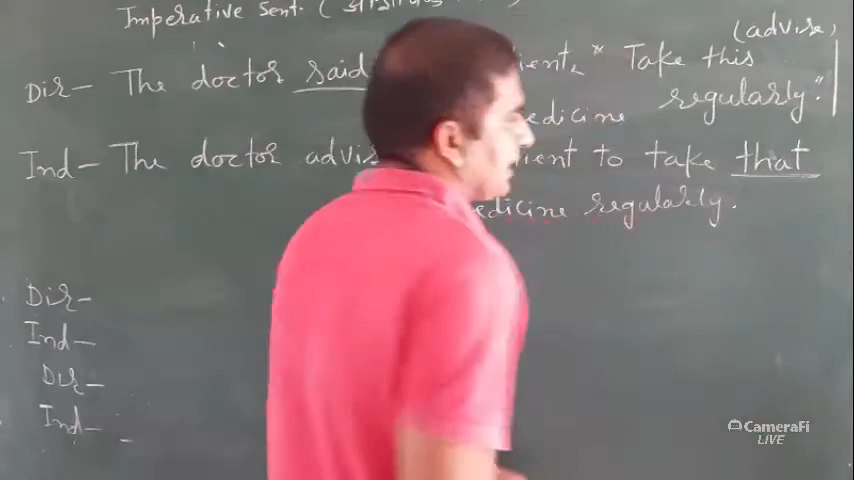 Imperative Sent. (
(advise)
Dir- The doctor said ient, " Take this
edicine regularly."
Ind- The doctor advis ient to take that
edicine regularly.
Dir-
Ind-
Dir-
Ind-
CameraFi
LIVE